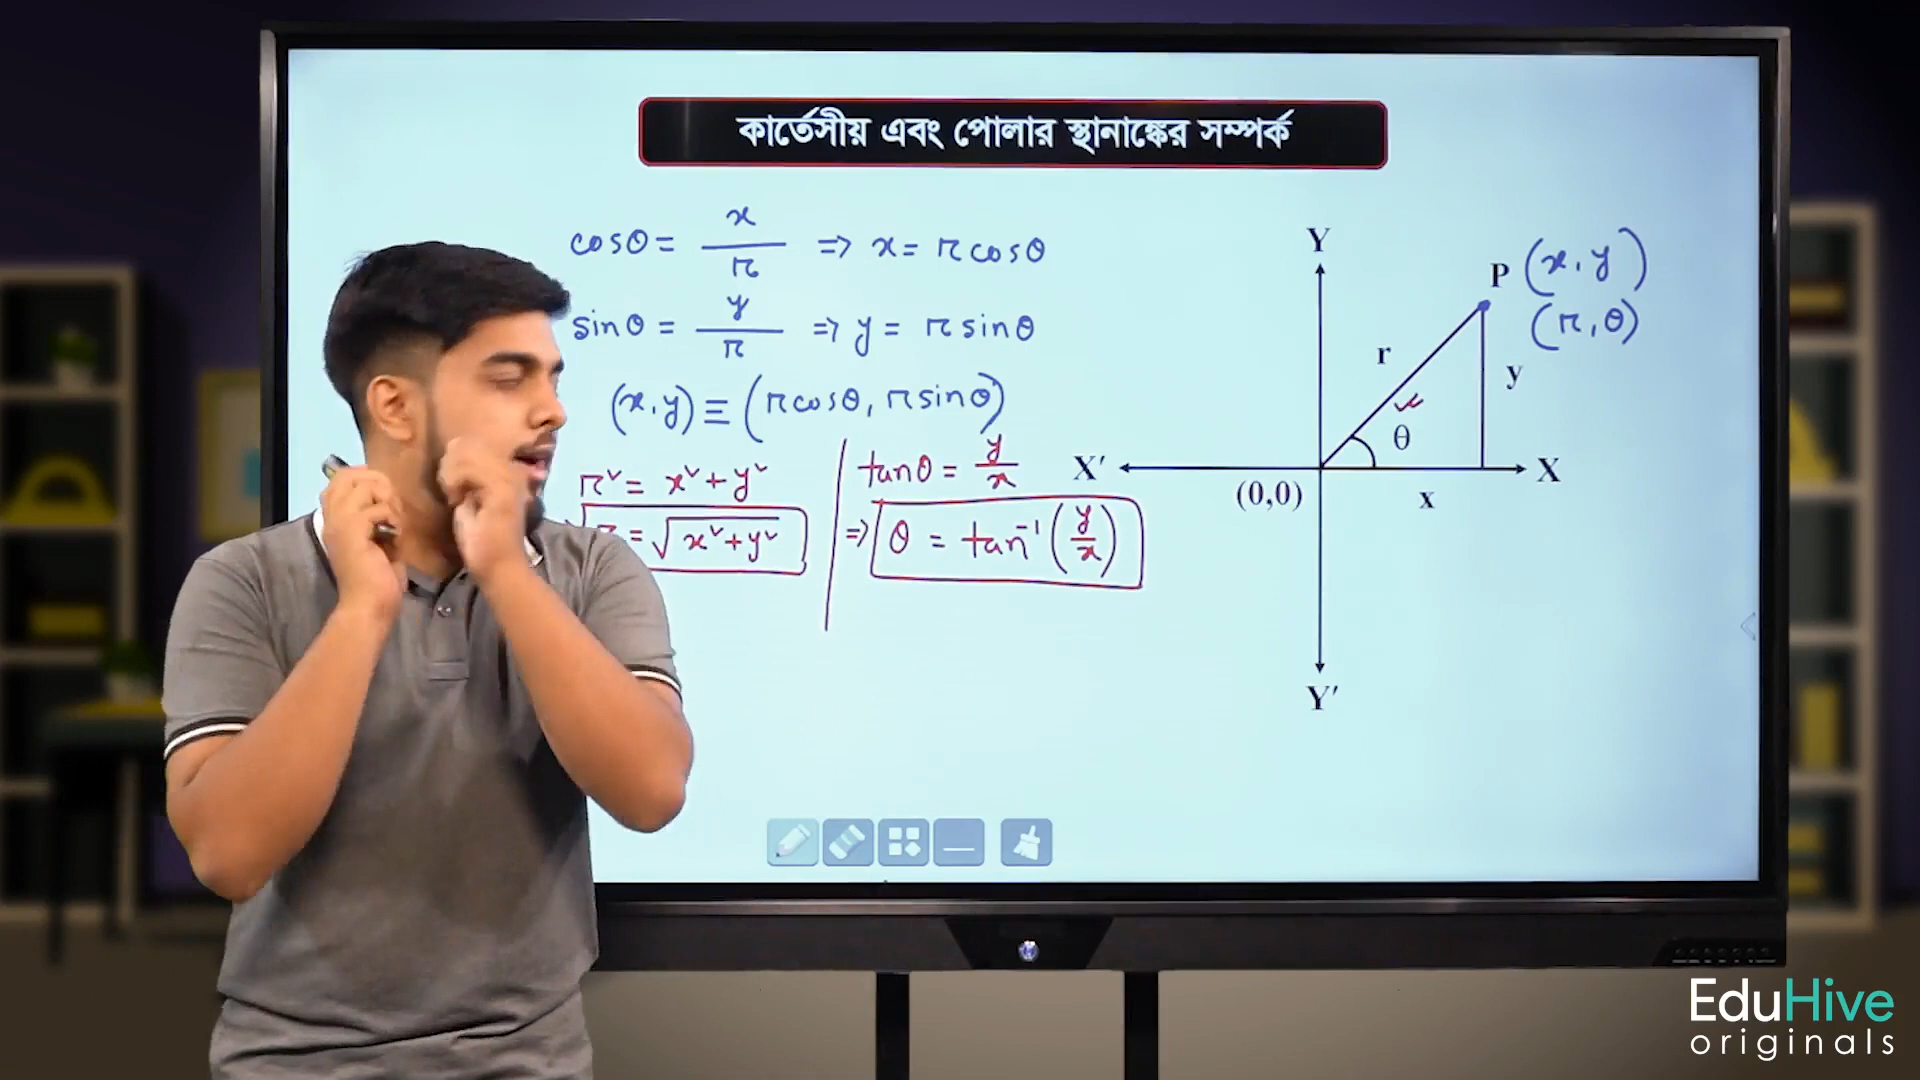 কার্তেসীয় এবং পোলার স্থানাঙ্কের সম্পর্ক
cosθ = x/r ⇒ x = r cosθ
sinθ = y/r ⇒ y = r sinθ
(x, y) ≡ (r cosθ, r sinθ)
r² = x² + y²
= √x² + y²
tanθ = y/x
⇒ θ = tan⁻¹(y/x)
Y
P (x, y)
(r, θ)
r
y
θ
X′
X
(0,0)
x
Y′
EduHive
originals